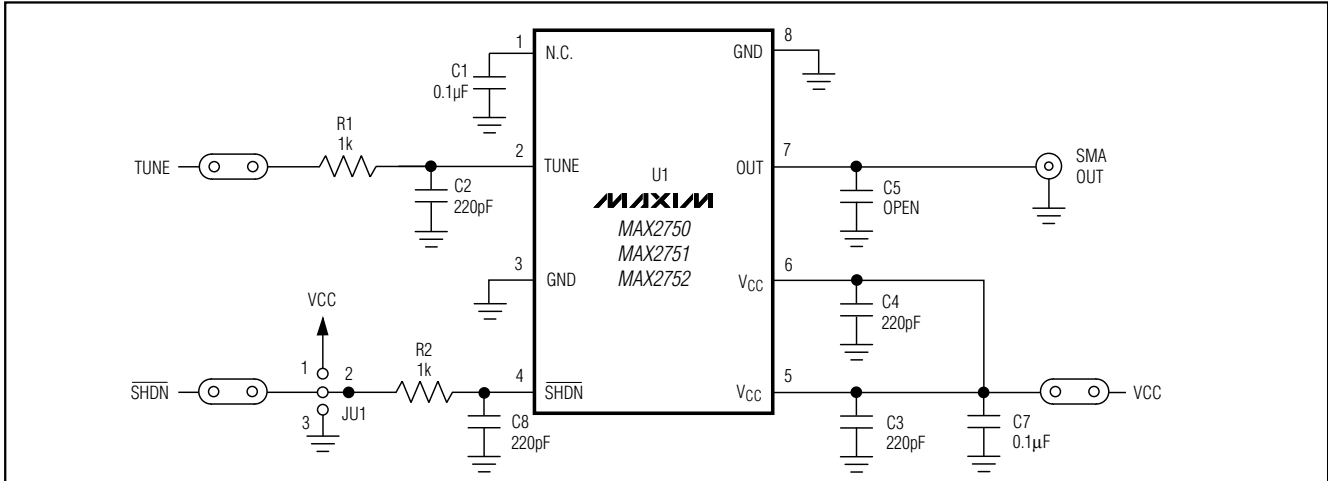 1
N.C.
C1
0.1µF
8
GND
R1
1k
TUNE
2
TUNE
C2
220pF
U1
MAXIM
MAX2750
MAX2751
MAX2752
OUT
7
SMA
OUT
C5
OPEN
3
GND
6
VCC
C4
220pF
VCC
1
2
3
JU1
SHDN
R2
1k
4
SHDN
C8
220pF
5
VCC
C3
220pF
C7
0.1µF
VCC